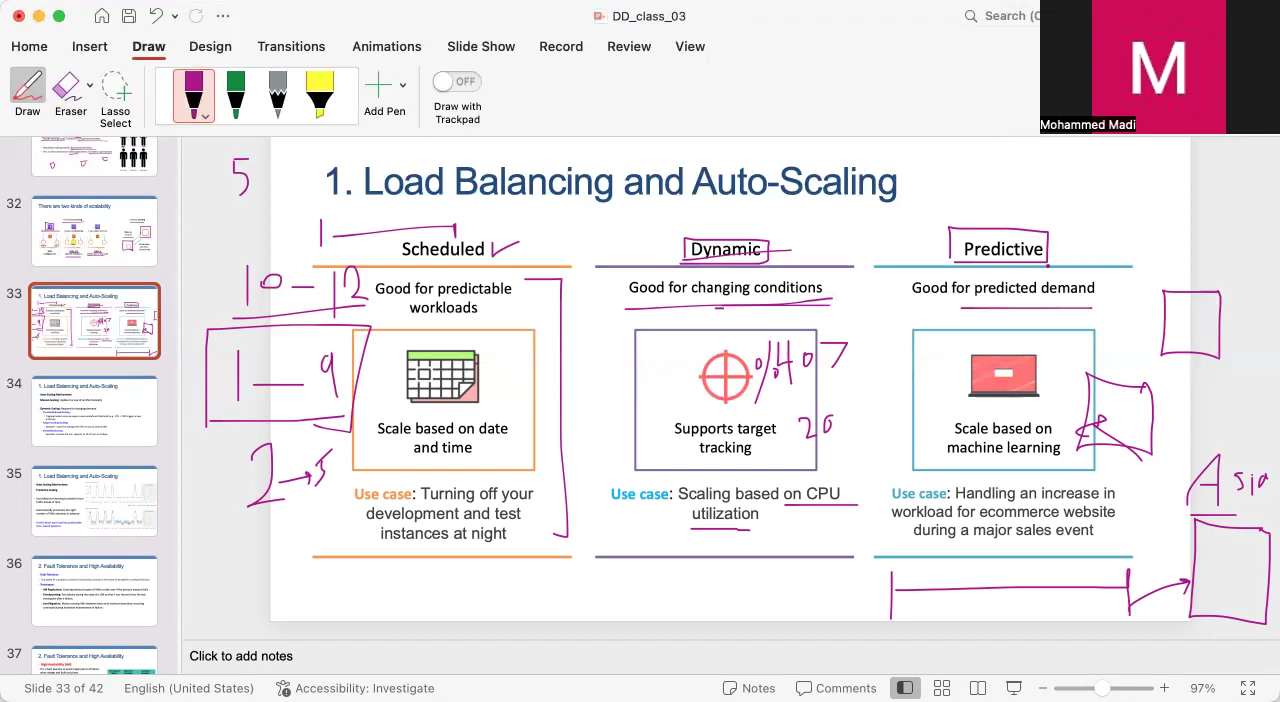 DD_class_03
Search (
Home Insert Draw Design Transitions Animations Slide Show Record Review View
OFF
Draw Eraser Lasso Select Add Pen Draw with Trackpad
M
Mohammed Madi
32
There are two kinds of scalability
33
1. Load Balancing and Auto-Scaling
34
1. Load Balancing and Auto-Scaling
35
1. Load Balancing and Auto-Scaling
36
2. Fault Tolerance and High Availability
37
2. Fault Tolerance and High Availability
5
1. Load Balancing and Auto-Scaling
Scheduled
Good for predictable
workloads
10 - 12
1 - 9
2 → 5
Scale based on date
and time
Use case: Turning off your
development and test
instances at night
Dynamic
Good for changing conditions
Supports target
tracking
20
Use case: Scaling based on CPU
utilization
Predictive
Good for predicted demand
Scale based on
machine learning
Use case: Handling an increase in
workload for ecommerce website
during a major sales event
Asia
Click to add notes
Slide 33 of 42 English (United States) Accessibility: Investigate Notes Comments 97%